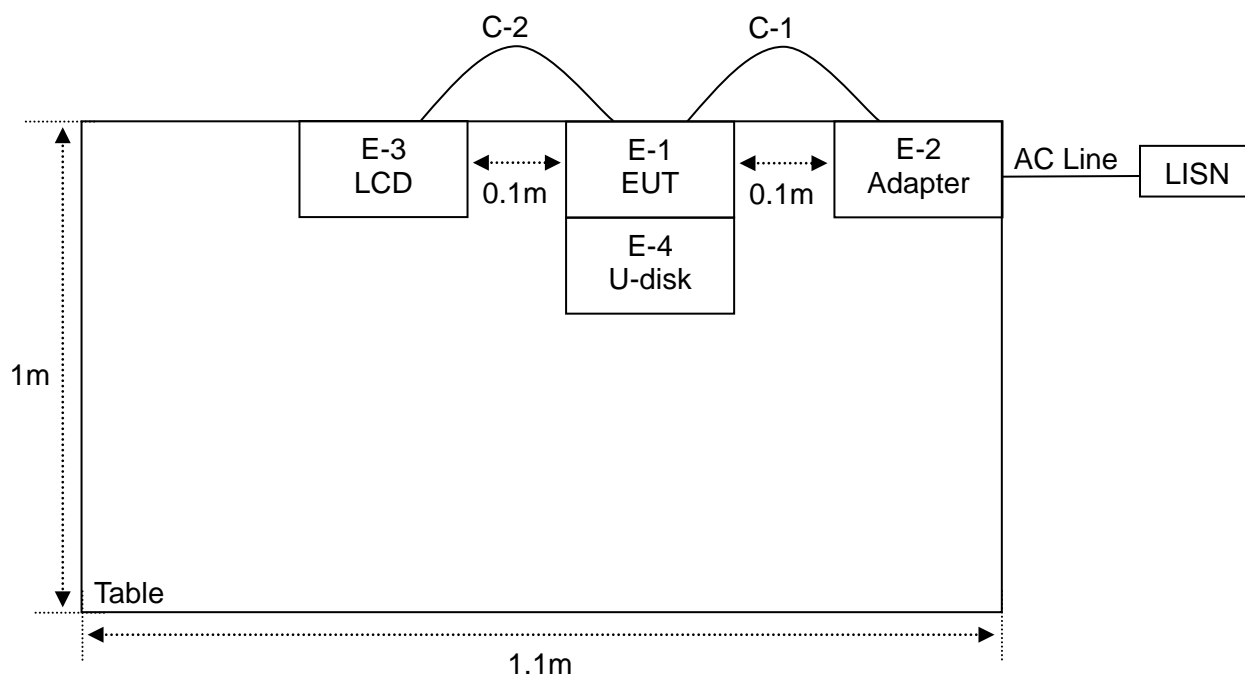 C-2
C-1
E-3
LCD
0.1m
E-1
EUT
0.1m
E-2
Adapter
AC Line
LISN
E-4
U-disk
1m
Table
1.1m